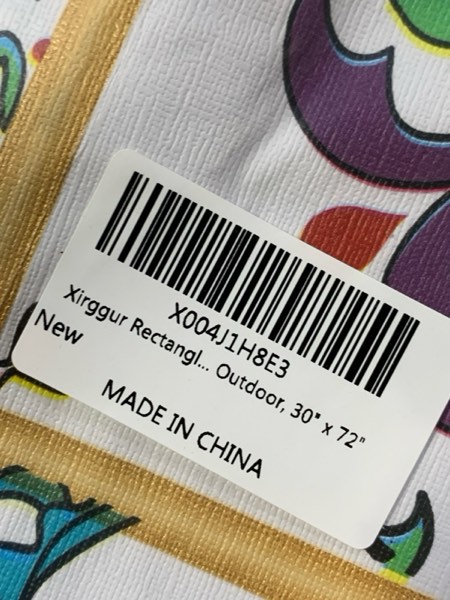 X004J1H8E3
Xirggur Rectangl... Outdoor, 30" x 72"
New
MADE IN CHINA